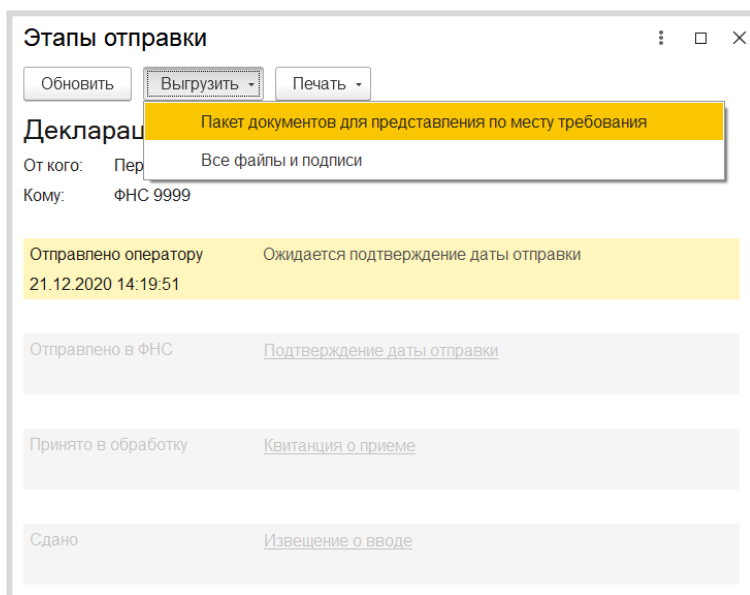 Этапы отправки
Обновить Выгрузить Печать
Пакет документов для представления по месту требования
Все файлы и подписи
От кого:
Кому: ФНС 9999
Отправлено оператору Ожидается подтверждение даты отправки
21.12.2020 14:19:51
Отправлено в ФНС Подтверждение даты отправки
Принято в обработку Квитанция о приеме
Сдано Извещение о вводе